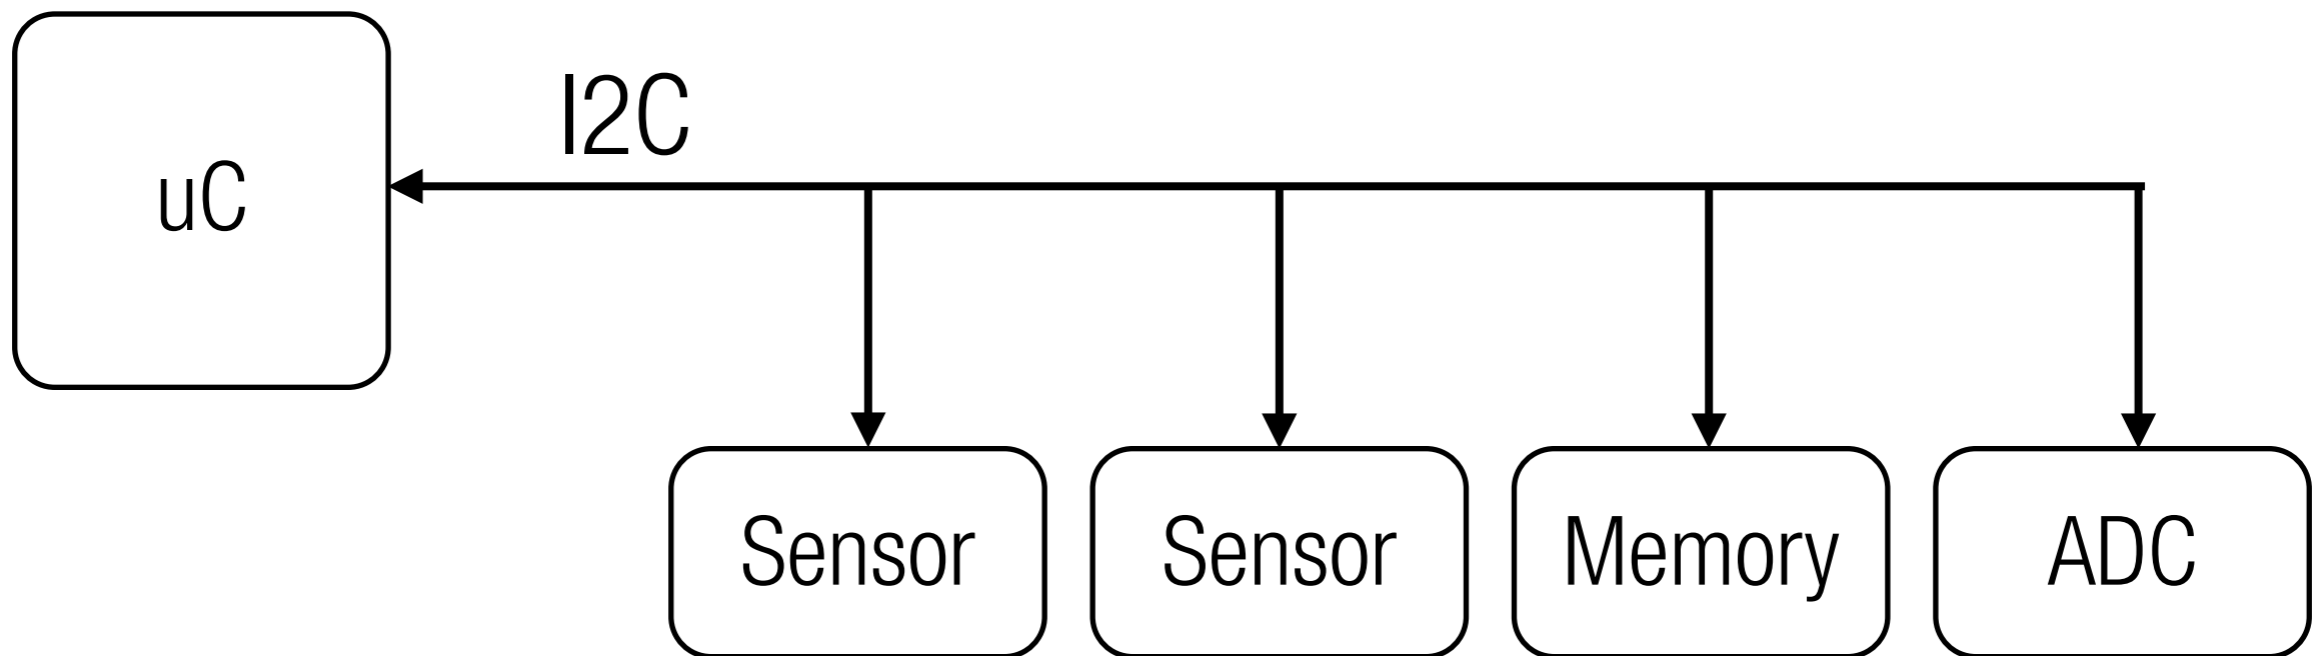 I2C
uC
Sensor
Sensor
Memory
ADC